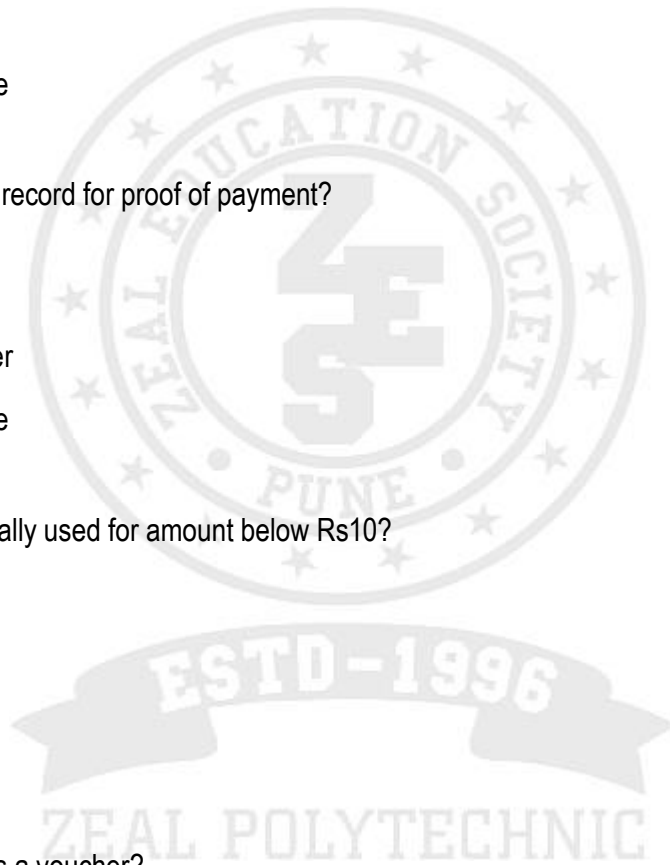 e
record for proof of payment?
er
e
ally used for amount below Rs10?
s a voucher?
ZEAL EDUCATION SOCIETY
ZES
• PUNE •
ESTD-1996
ZEAL POLYTECHNIC